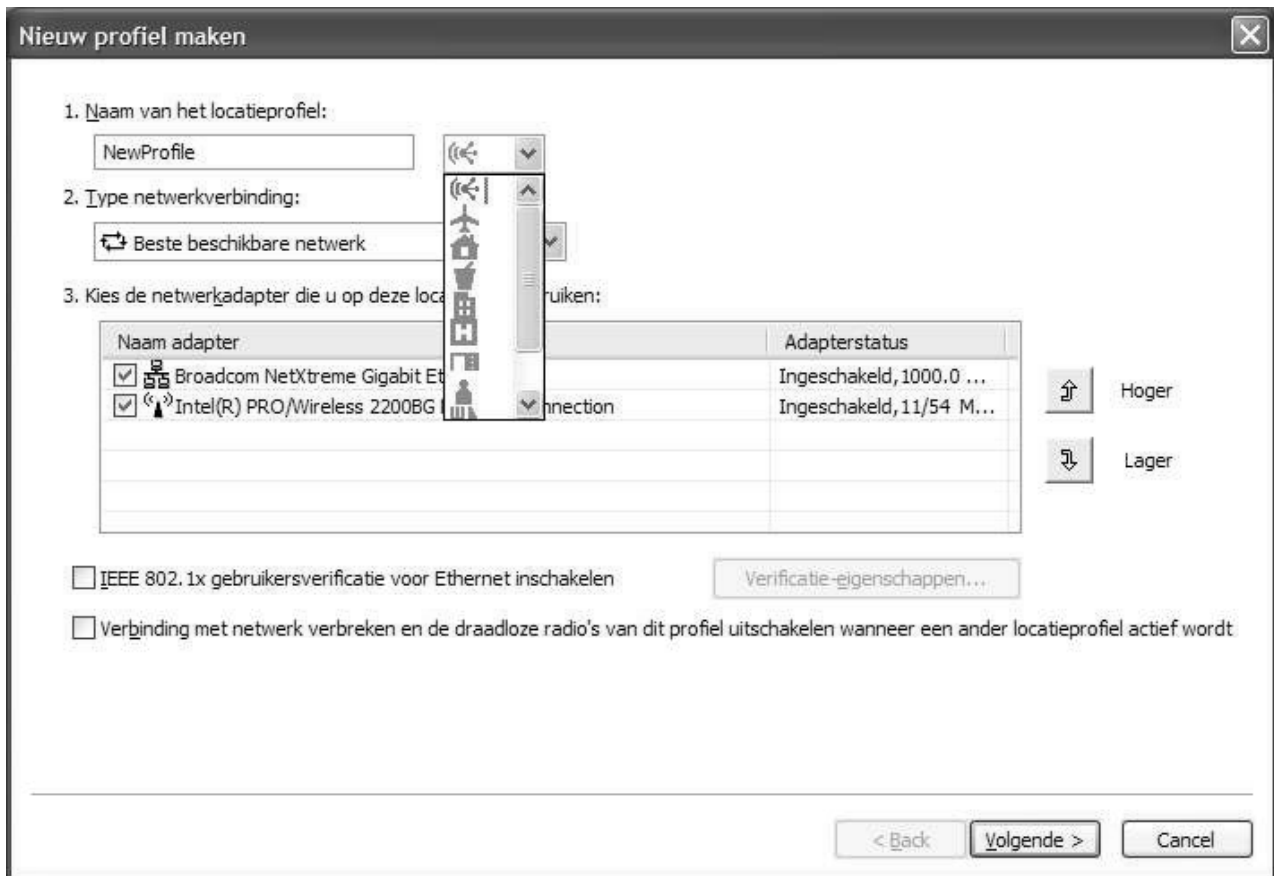 Nieuw profiel maken
1. Naam van het locatieprofiel:
NewProfile
2. Type netwerkverbinding:
Beste beschikbare netwerk
3. Kies de netwerkadapter die u op deze loca ruiken:
Naam adapter Adapterstatus
Broadcom NetXtreme Gigabit Et Ingeschakeld,1000.0 ...
Intel(R) PRO/Wireless 2200BG nnection Ingeschakeld,11/54 M...
Hoger
Lager
IEEE 802.1x gebruikersverificatie voor Ethernet inschakelen Verificatie-eigenschappen...
Verbinding met netwerk verbreken en de draadloze radio's van dit profiel uitschakelen wanneer een ander locatieprofiel actief wordt
< Back Volgende > Cancel